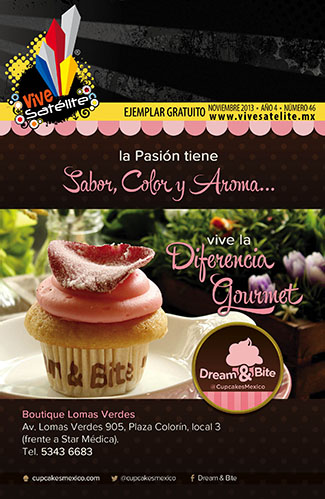 Vive
Satélite
®
EJEMPLAR GRATUITO
NOVIEMBRE 2013 • AÑO 4 • NÚMERO 46
www.vivesatelite.mx
la Pasión tiene
Sabor, Color y Aroma...
vive la
Diferencia
Gourmet
Dream & Bite
@CupcakesMexico
Dream & Bite
Boutique Lomas Verdes
Av. Lomas Verdes 905, Plaza Colorín, local 3
(frente a Star Médica).
Tel. 5343 6683
cupcakesmexico.com @cupcakesmexico Dream & Bite